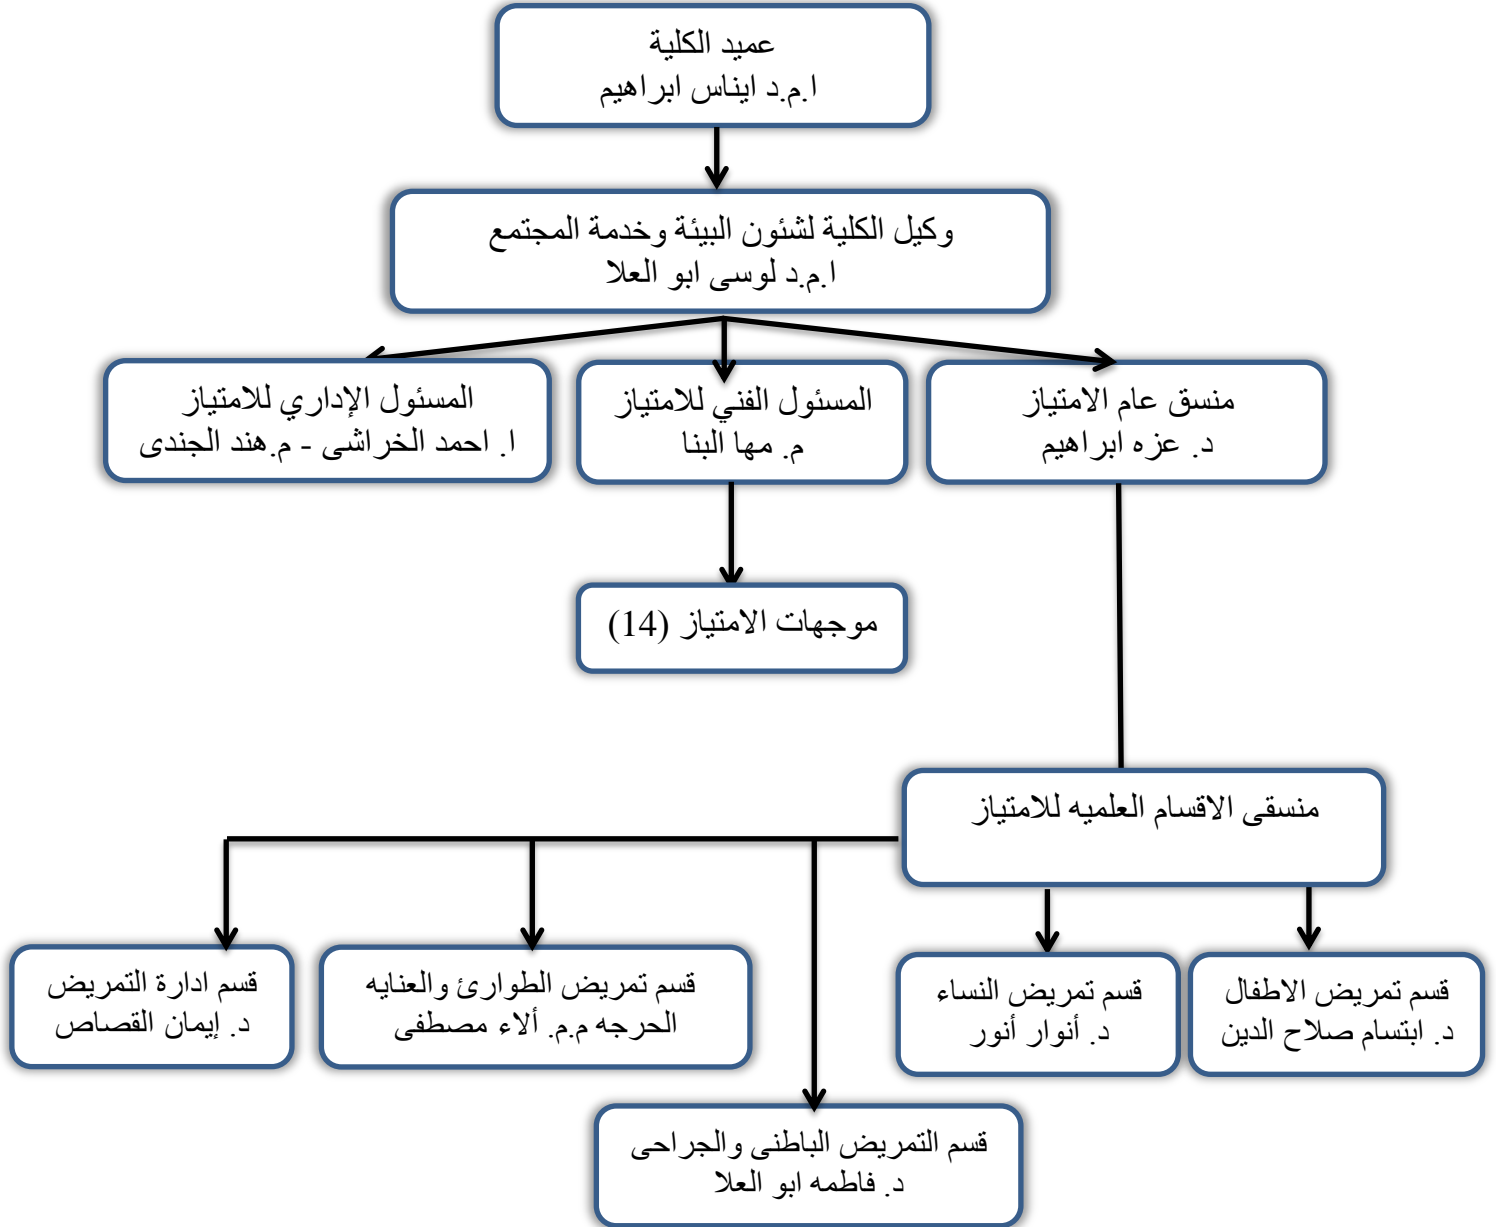 عميد الكلية
ا.م.د ايناس ابراهيم
وكيل الكلية لشئون البيئة وخدمة المجتمع
ا.م.د لوسى ابو العلا
منسق عام الامتياز
د. عزه ابراهيم
المسئول الفني للامتياز
م. مها البنا
المسئول الإداري للامتياز
ا. احمد الخراشى - م.هند الجندى
موجهات الامتياز (14)
منسقى الاقسام العلميه للامتياز
قسم تمريض الاطفال
د. ابتسام صلاح الدين
قسم تمريض النساء
د. أنوار أنور
قسم تمريض الطوارئ والعنايه
الحرجه م.م. ألاء مصطفى
قسم ادارة التمريض
د. إيمان القصاص
قسم التمريض الباطنى والجراحى
د. فاطمه ابو العلا